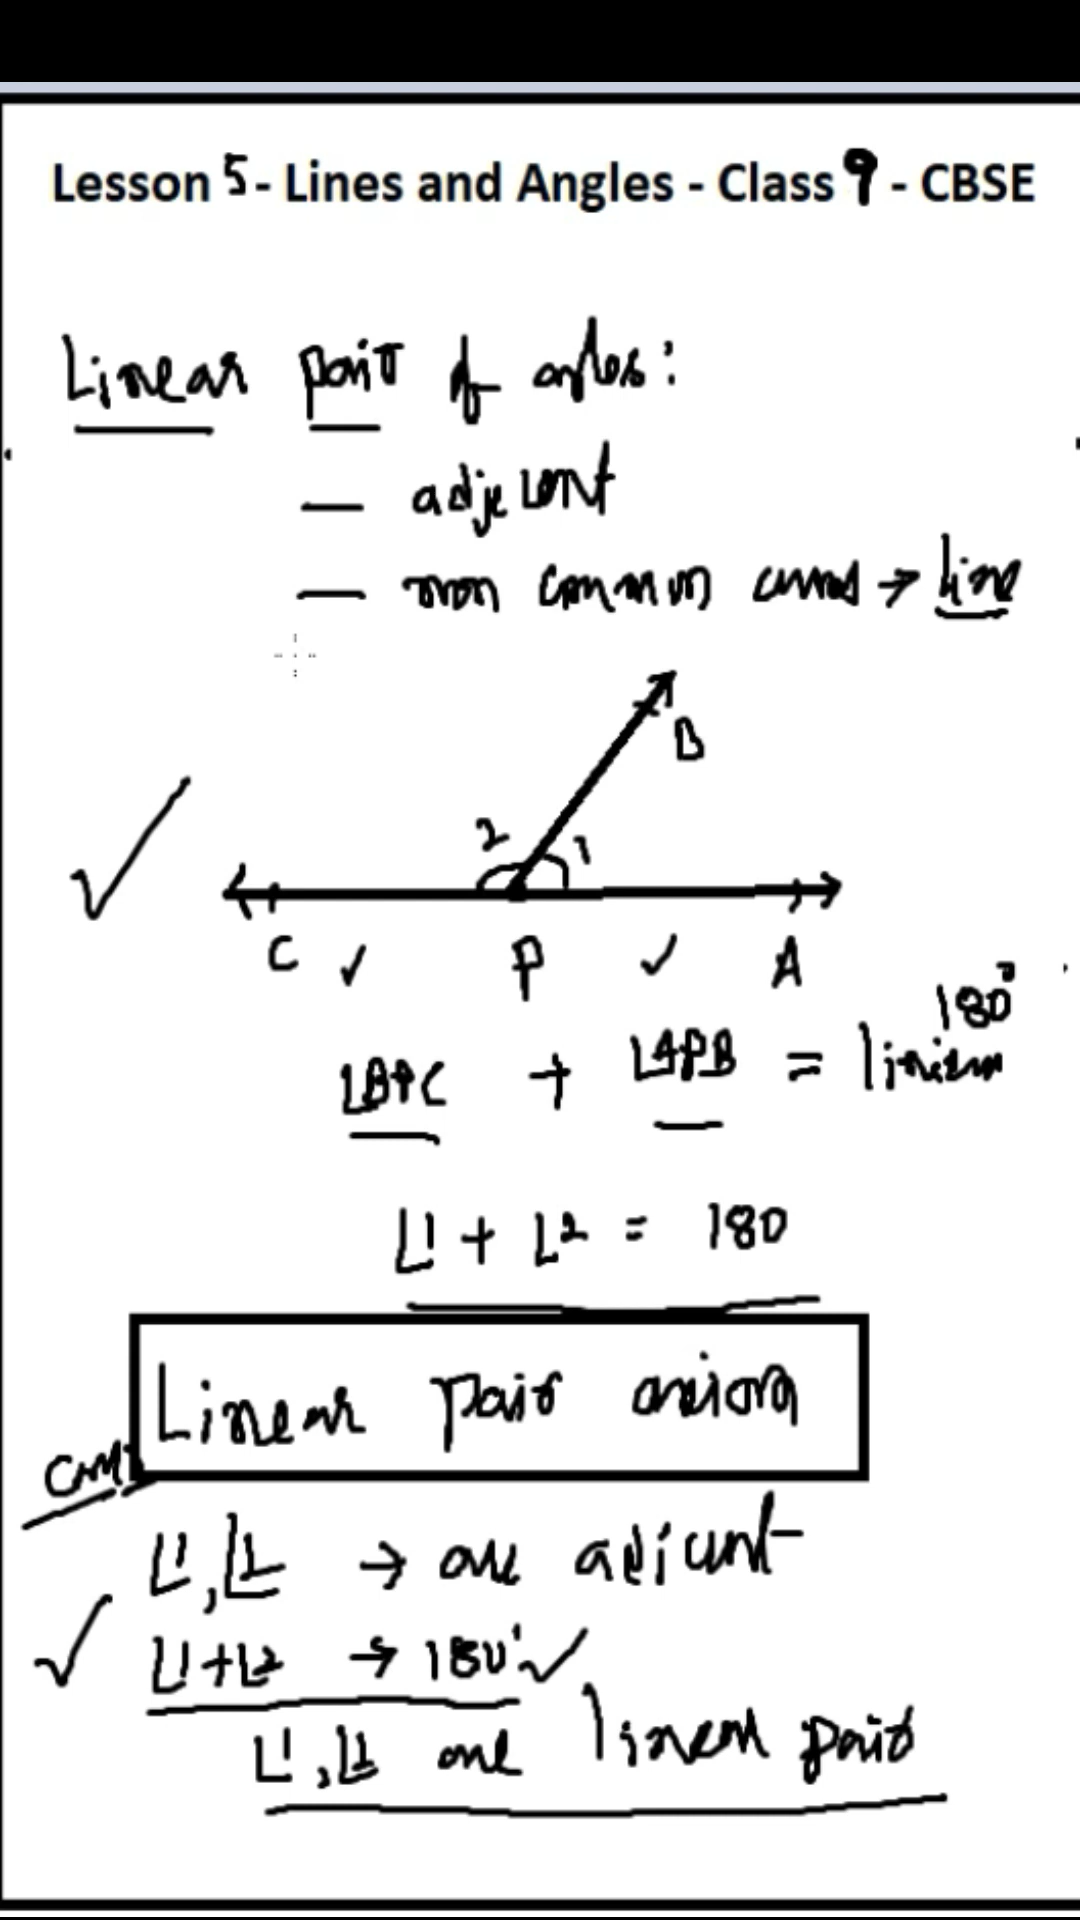 Lesson 5 - Lines and Angles - Class 9 - CBSE
Linear pair of angles:
— adjacent
— non common → line
B
2 1
C ✓ P ✓ A
180°
∠BPC + ∠APB =
∠1 + ∠2 = 180
Linear pair axiom
∠1, ∠2 → are adjacent
∠1+∠2 → 180° ✓
∠1, ∠2 are linear pair